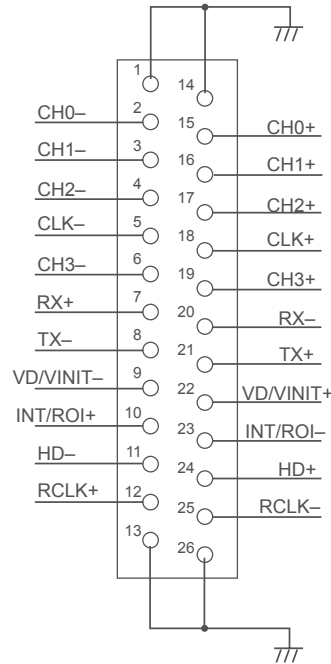 1
14
CH0– 2
15 CH0+
CH1– 3
16 CH1+
CH2– 4
17 CH2+
CLK– 5
18 CLK+
CH3– 6
19 CH3+
RX+ 7
20 RX–
TX– 8
21 TX+
VD/VINIT– 9
22 VD/VINIT+
INT/ROI+ 10
23 INT/ROI–
HD– 11
24 HD+
RCLK+ 12
25 RCLK–
13
26